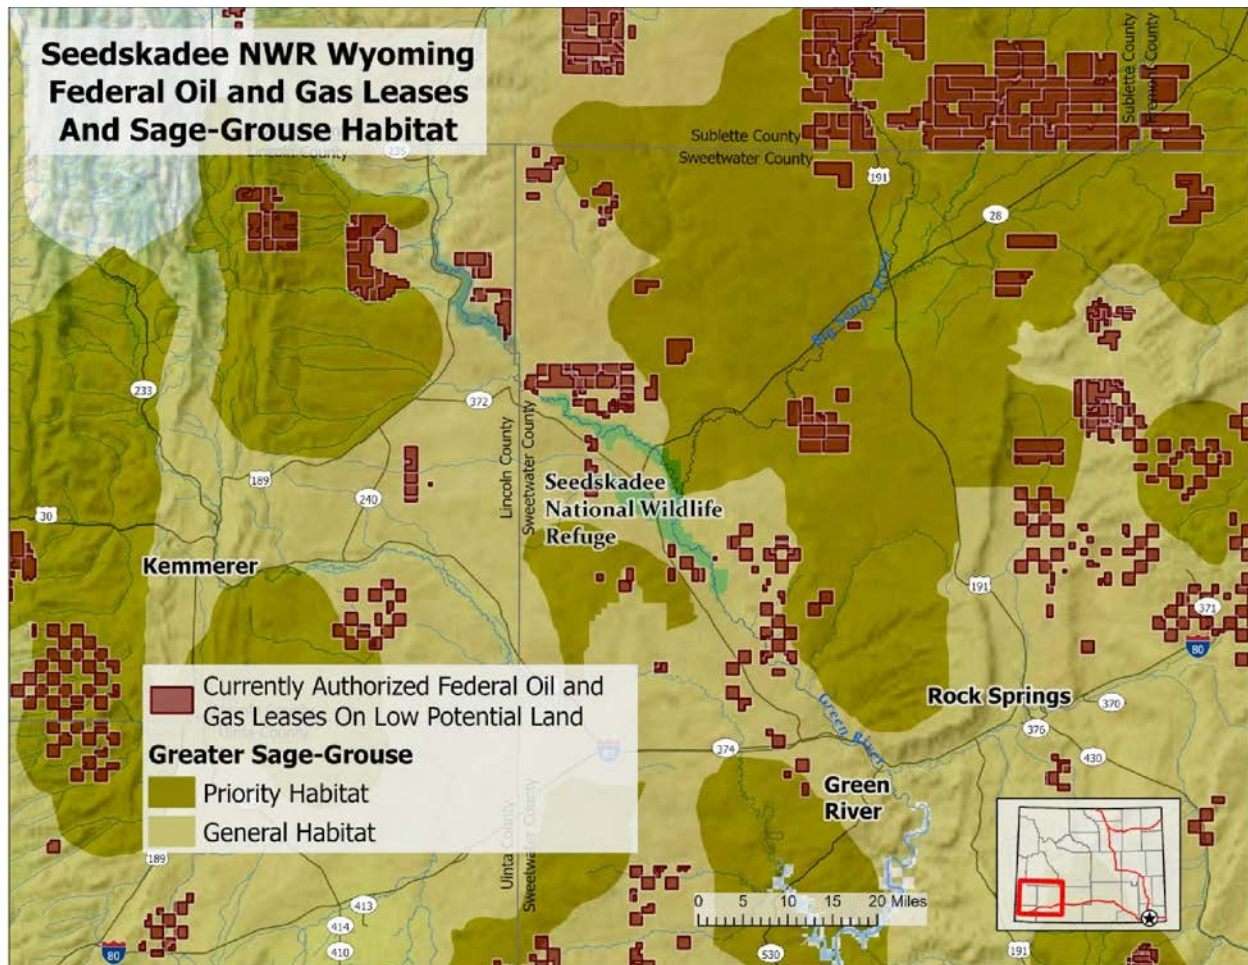 Seedskadee NWR Wyoming
Federal Oil and Gas Leases
And Sage-Grouse Habitat
Lincoln County
235
Sublette County
Sweetwater County
Sublette County
Fremont County
191
28
Big Sandy River
233
372
Lincoln County
Sweetwater County
189
240
30
Kemmerer
Seedskadee
National Wildlife
Refuge
191
371
80
Rock Springs
370
376
430
Green River
374
80
Green
River
Currently Authorized Federal Oil and
Gas Leases On Low Potential Land
Uinta County
Greater Sage-Grouse
Priority Habitat
General Habitat
Uinta County
Sweetwater County
189
413
414
410
80
0 5 10 15 20 Miles
530
191